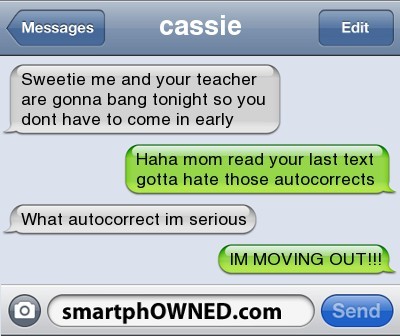 Messages
cassie
Edit
Sweetie me and your teacher
are gonna bang tonight so you
dont have to come in early
Haha mom read your last text
gotta hate those autocorrects
What autocorrect im serious
IM MOVING OUT!!!
smartphOWNED.com
Send